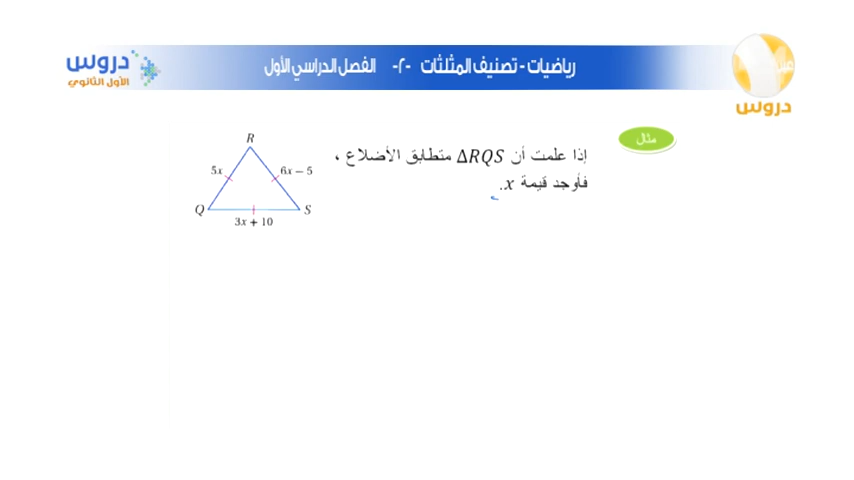 دروس
الأول الثانوي
رياضيات - تصنيف المثلثات -٢- الفصل الدراسي الأول
دروس
مثال
إذا علمت أن ΔRQS متطابق الأضلاع ،
فأوجد قيمة x.
R
5x
6x − 5
Q
S
3x + 10